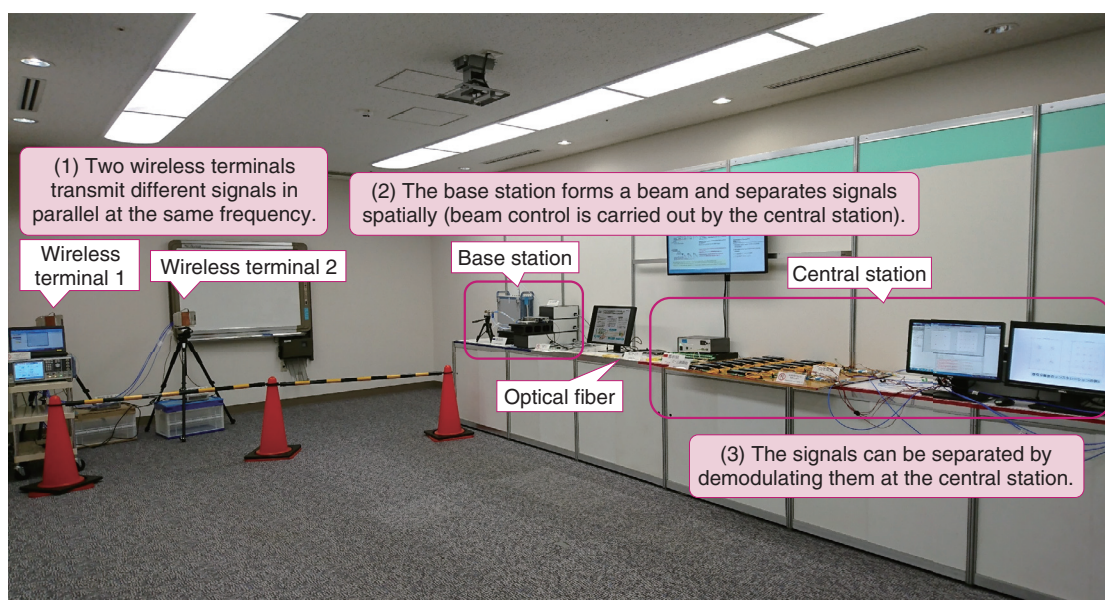 (1) Two wireless terminals
transmit different signals in
parallel at the same frequency.
(2) The base station forms a beam and separates signals
spatially (beam control is carried out by the central station).
Wireless
terminal 1
Wireless terminal 2
Base station
Central station
Optical fiber
(3) The signals can be separated by
demodulating them at the central station.